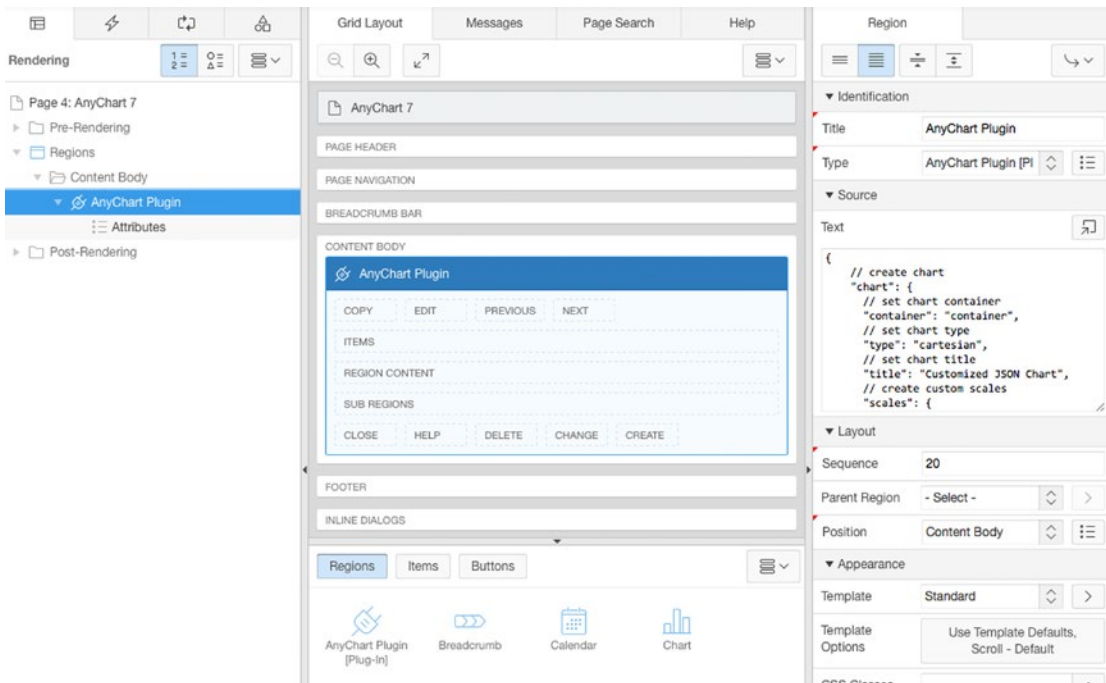 Rendering
Page 4: AnyChart 7
Pre-Rendering
Regions
Content Body
AnyChart Plugin
Attributes
Post-Rendering
Grid Layout Messages Page Search Help
AnyChart 7
PAGE HEADER
PAGE NAVIGATION
BREADCRUMB BAR
CONTENT BODY
AnyChart Plugin
COPY EDIT PREVIOUS NEXT
ITEMS
REGION CONTENT
SUB REGIONS
CLOSE HELP DELETE CHANGE CREATE
FOOTER
INLINE DIALOGS
Regions Items Buttons
AnyChart Plugin Breadcrumb Calendar Chart
[Plug-In]
Region
Identification
Title AnyChart Plugin
Type AnyChart Plugin [Pl
Source
Text
{
// create chart
"chart": {
// set chart container
"container": "container",
// set chart type
"type": "cartesian",
// set chart title
"title": "Customized JSON Chart",
// create custom scales
"scales": {
Layout
Sequence 20
Parent Region - Select -
Position Content Body
Appearance
Template Standard
Template Use Template Defaults,
Options Scroll - Default